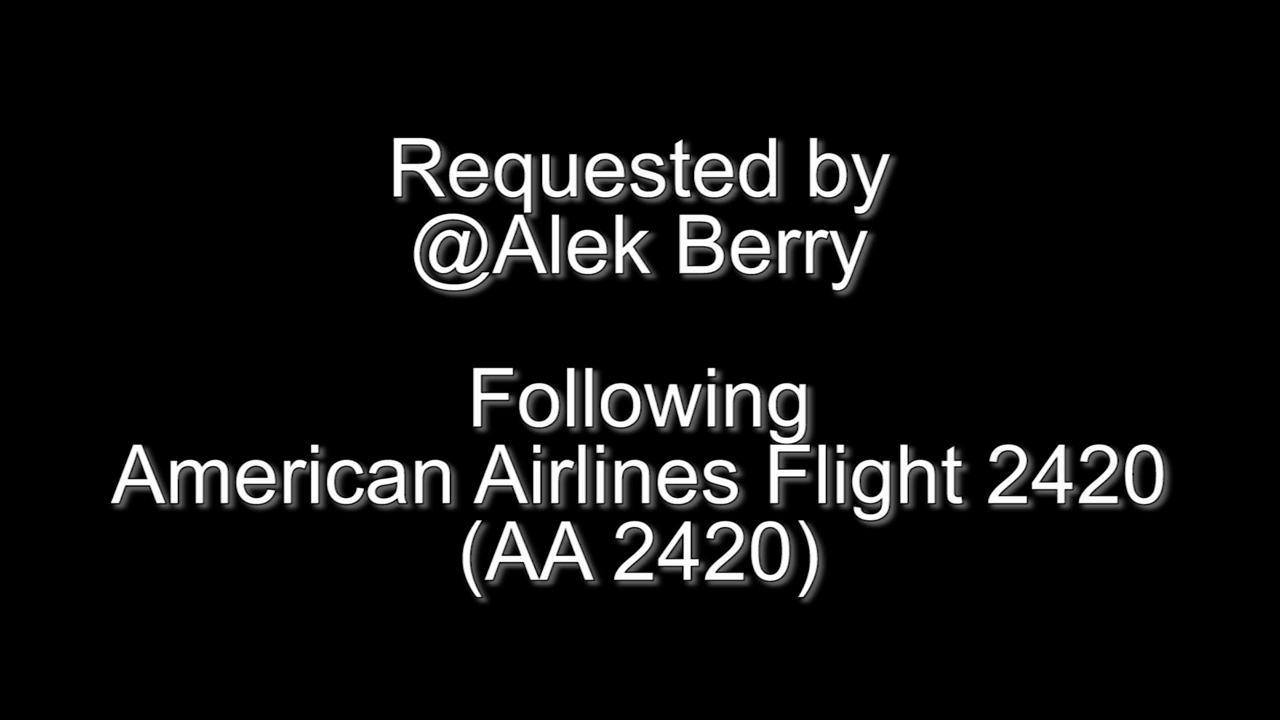 Requested by
@Alek Berry
Following
American Airlines Flight 2420
(AA 2420)